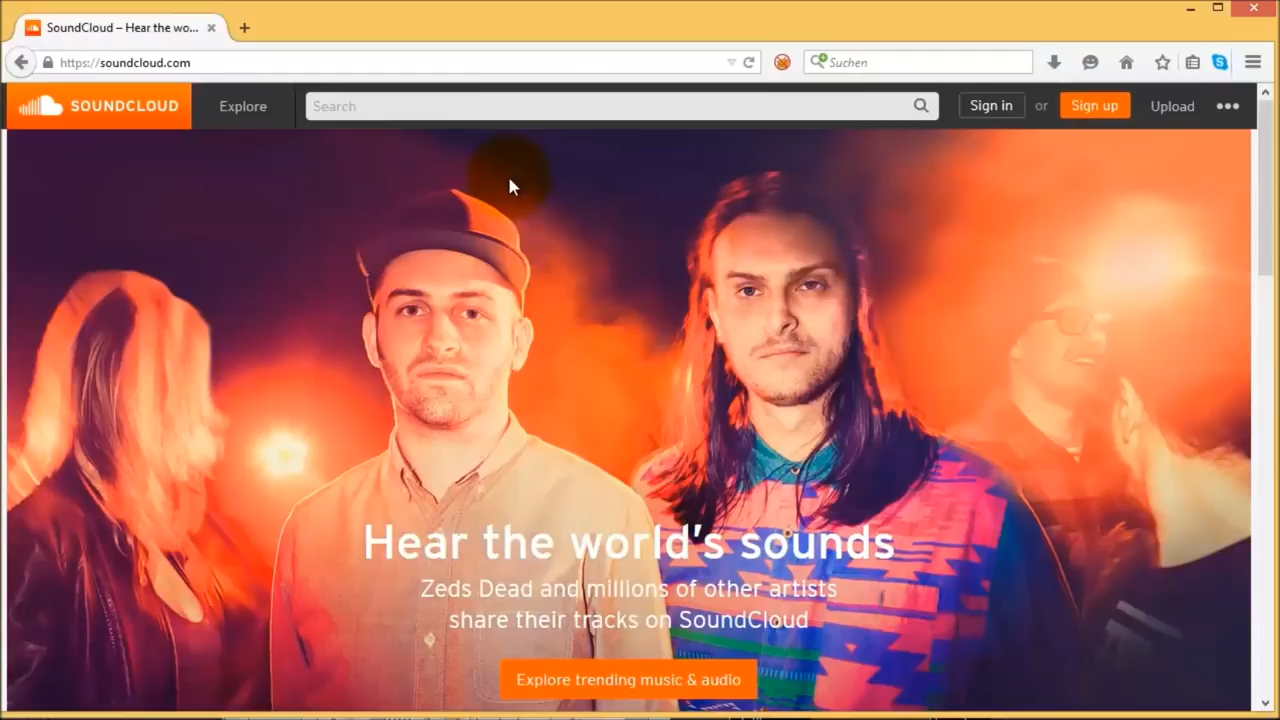 SoundCloud – Hear the wo...
https://soundcloud.com
Suchen
SOUNDCLOUD
Explore
Search
Sign in
or
Sign up
Upload
Hear the world's sounds
Zeds Dead and millions of other artists
share their tracks on SoundCloud
Explore trending music & audio